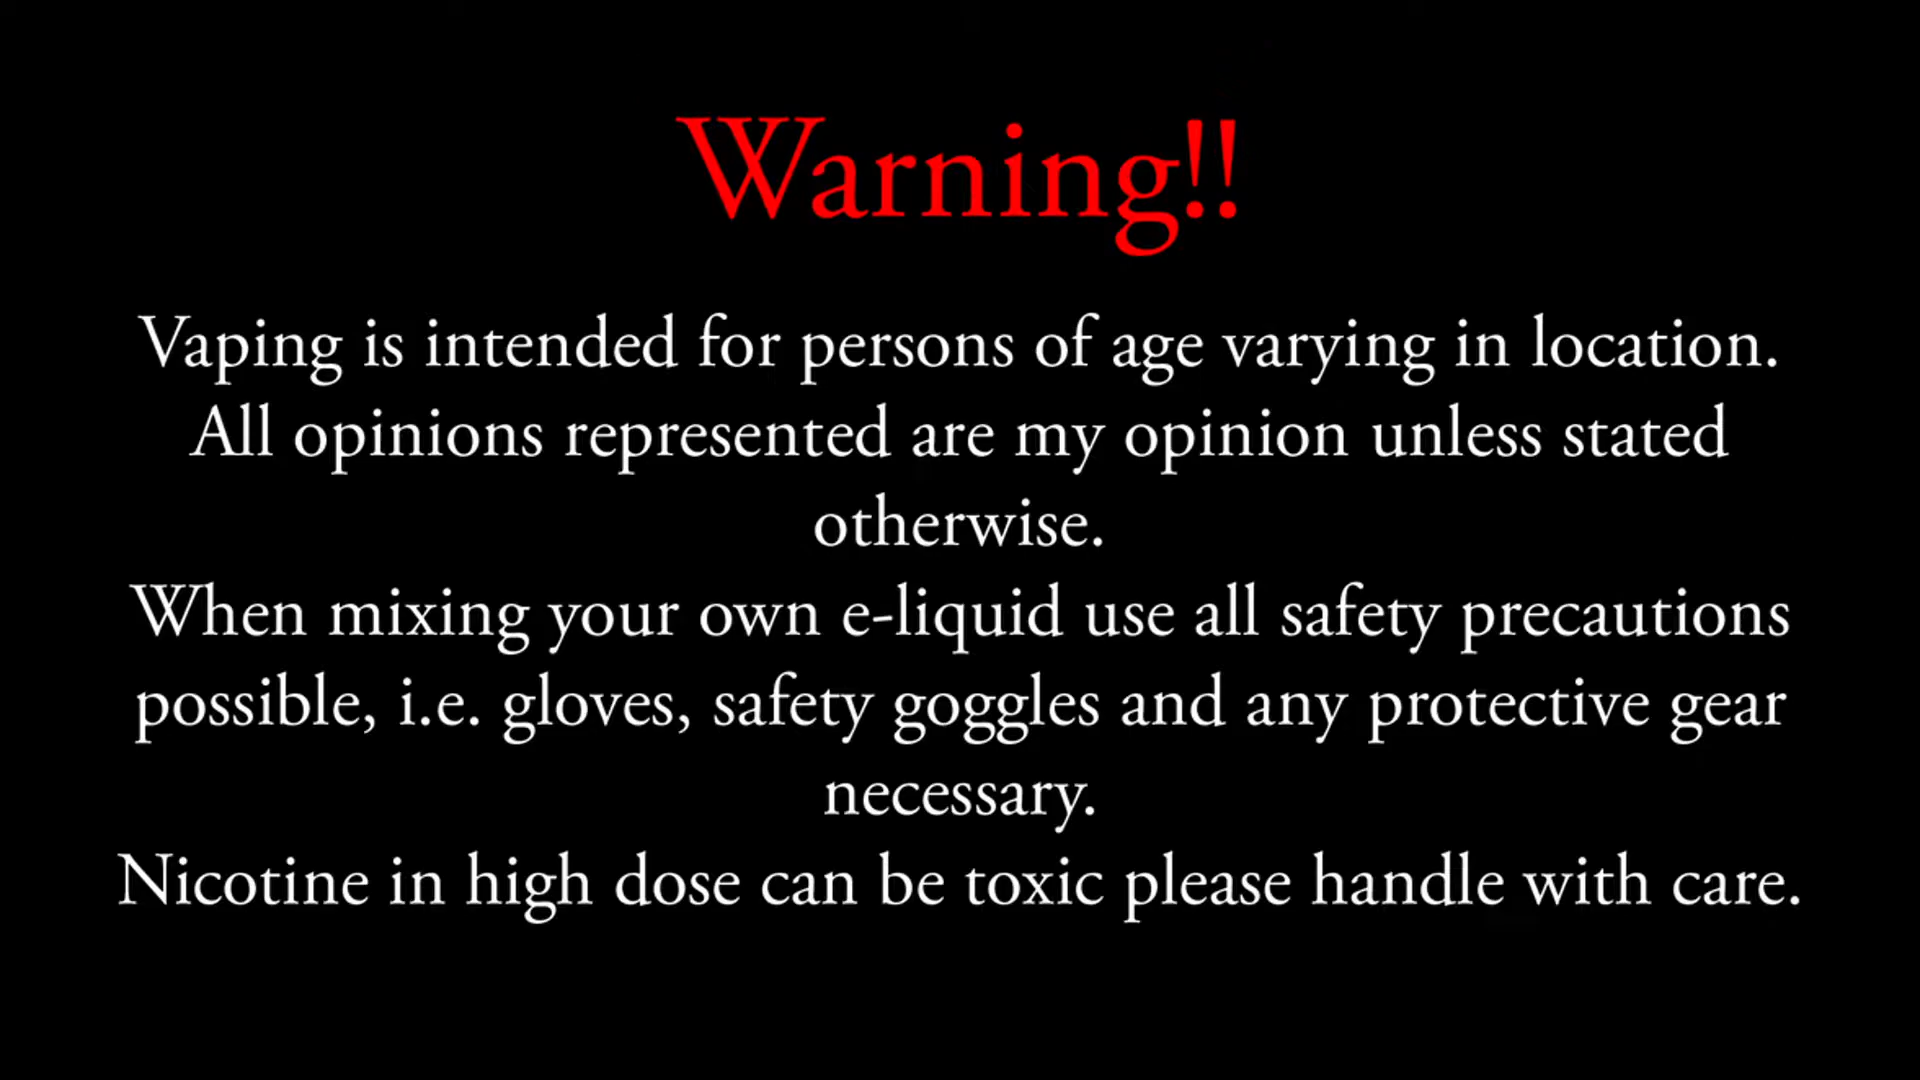 Warning!!
Vaping is intended for persons of age varying in location.
All opinions represented are my opinion unless stated
otherwise.
When mixing your own e-liquid use all safety precautions
possible, i.e. gloves, safety goggles and any protective gear
necessary.
Nicotine in high dose can be toxic please handle with care.